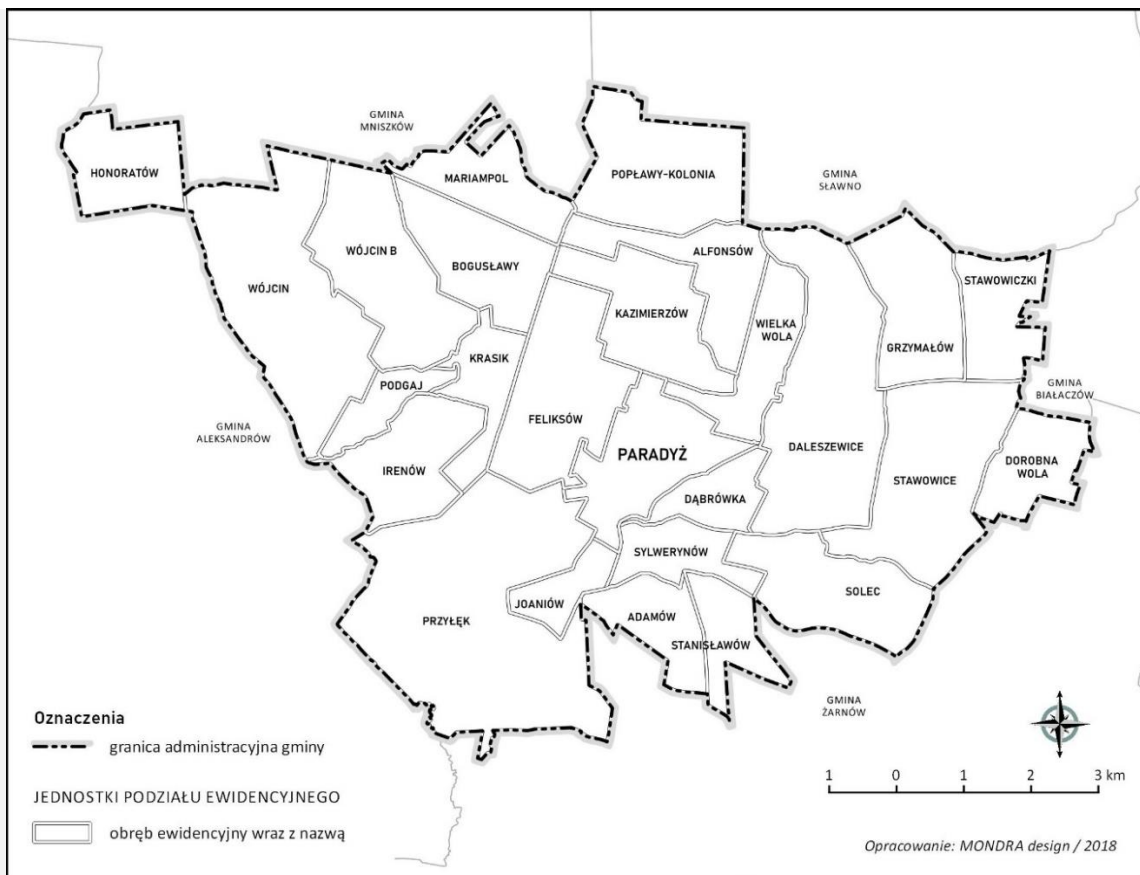 GMINA
MNISZKÓW
HONORATÓW
MARIAMPOL
POPŁAWY-KOLONIA
GMINA
SŁAWNO
WÓJCIN B
BOGUSŁAWY
ALFONSÓW
STAWOWICZKI
WÓJCIN
KAZIMIERZÓW
WIELKA
WOLA
GRZYMAŁÓW
KRASIK
PODGAJ
GMINA
BIAŁACZÓW
GMINA
ALEKSANDRÓW
FELIKSÓW
DALESZEWICE
IRENÓW
PARADYŻ
DOROBNA
WOLA
STAWOWICE
DĄBRÓWKA
SYLWERYNÓW
SOLEC
JOANIÓW
PRZYŁĘK
ADAMÓW
STANISŁAWÓW
GMINA
ŻARNÓW
Oznaczenia
granica administracyjna gminy
JEDNOSTKI PODZIAŁU EWIDENCYJNEGO
obręb ewidencyjny wraz z nazwą
1 0 1 2 3 km
Opracowanie: MONDRA design / 2018